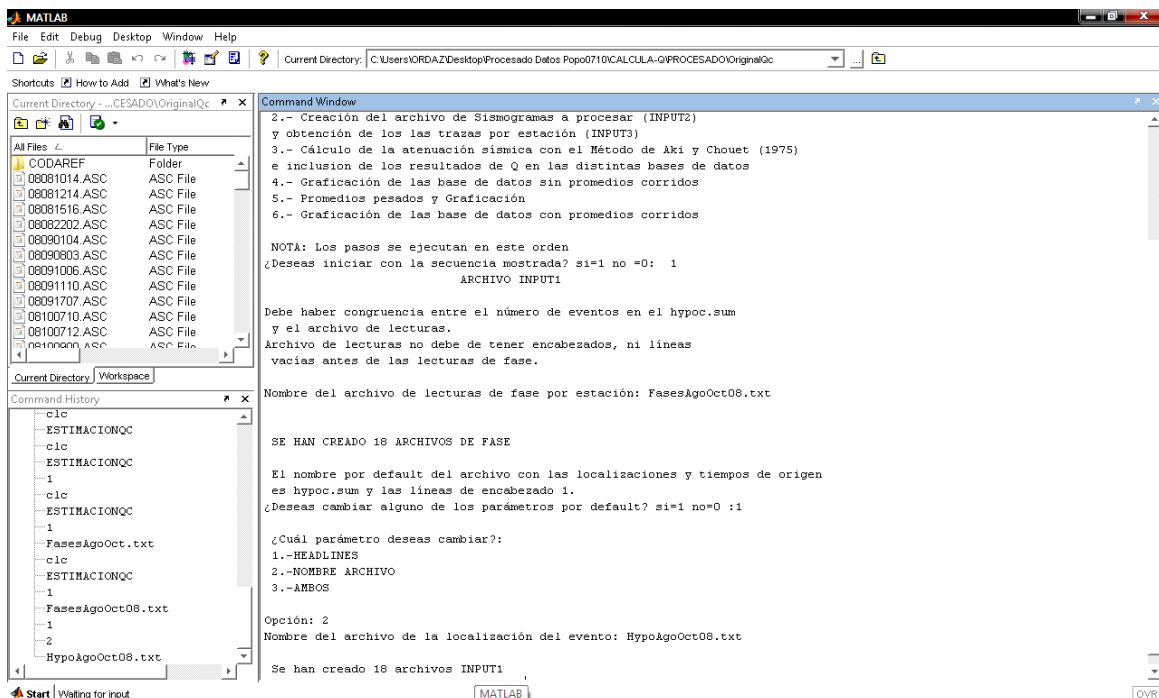 MATLAB
File Edit Debug Desktop Window Help
Current Directory: C:\Users\ORDAZ\Desktop\Procesado Datos Popo0710\CALCULA-Q\PROCESADO\OriginalQc
Shortcuts How to Add What's New
Current Directory - ...CESADO\OriginalQc
All Files File Type
CODAREF Folder
08081014.ASC ASC File
08081214.ASC ASC File
08081516.ASC ASC File
08082202.ASC ASC File
08090104.ASC ASC File
08090803.ASC ASC File
08091006.ASC ASC File
08091110.ASC ASC File
08091707.ASC ASC File
08100710.ASC ASC File
08100712.ASC ASC File
08100900.ASC ASC File
Current Directory Workspace
Command History
clc
ESTIMACIONQC
clc
ESTIMACIONQC
1
clc
ESTIMACIONQC
1
FasesAgoOct.txt
clc
ESTIMACIONQC
1
FasesAgoOct08.txt
1
2
HypoAgoOct08.txt
Command Window
2.- Creación del archivo de Sismogramas a procesar (INPUT2)
y obtención de los las trazas por estación (INPUT3)
3.- Cálculo de la atenuación sísmica con el Método de Aki y Chouet (1975)
e inclusion de los resultados de Q en las distintas bases de datos
4.- Graficación de las base de datos sin promedios corridos
5.- Promedios pesados y Graficación
6.- Graficación de las base de datos con promedios corridos
NOTA: Los pasos se ejecutan en este orden
¿Deseas iniciar con la secuencia mostrada? si=1 no =0: 1
ARCHIVO INPUT1
Debe haber congruencia entre el número de eventos en el hypoc.sum
y el archivo de lecturas.
Archivo de lecturas no debe de tener encabezados, ni líneas
vacías antes de las lecturas de fase.
Nombre del archivo de lecturas de fase por estación: FasesAgoOct08.txt
SE HAN CREADO 18 ARCHIVOS DE FASE
El nombre por default del archivo con las localizaciones y tiempos de origen
es hypoc.sum y las líneas de encabezado 1.
¿Deseas cambiar alguno de los parámetros por default? si=1 no=0 :1
¿Cuál parámetro deseas cambiar?:
1.-HEADLINES
2.-NOMBRE ARCHIVO
3.-AMBOS
Opción: 2
Nombre del archivo de la localización del evento: HypoAgoOct08.txt
Se han creado 18 archivos INPUT1
Start Waiting for input
MATLAB
OVR